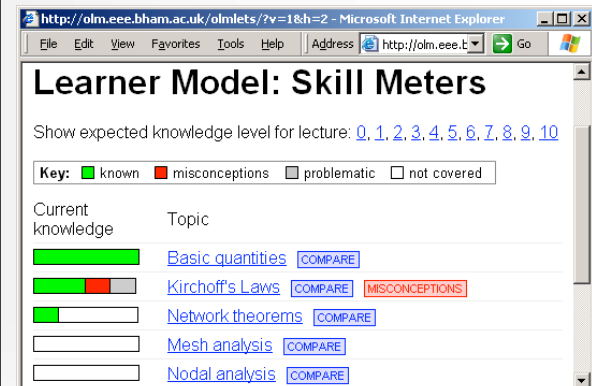 http://olm.eee.bham.ac.uk/olmlets/?v=1&h=2 - Microsoft Internet Explorer
File Edit View Favorites Tools Help Address http://olm.eee.b Go
Learner Model: Skill Meters
Show expected knowledge level for lecture: 0, 1, 2, 3, 4, 5, 6, 7, 8, 9, 10
Key: known misconceptions problematic not covered
Current
knowledge
Topic
Basic quantities COMPARE
Kirchoff's Laws COMPARE MISCONCEPTIONS
Network theorems COMPARE
Mesh analysis COMPARE
Nodal analysis COMPARE